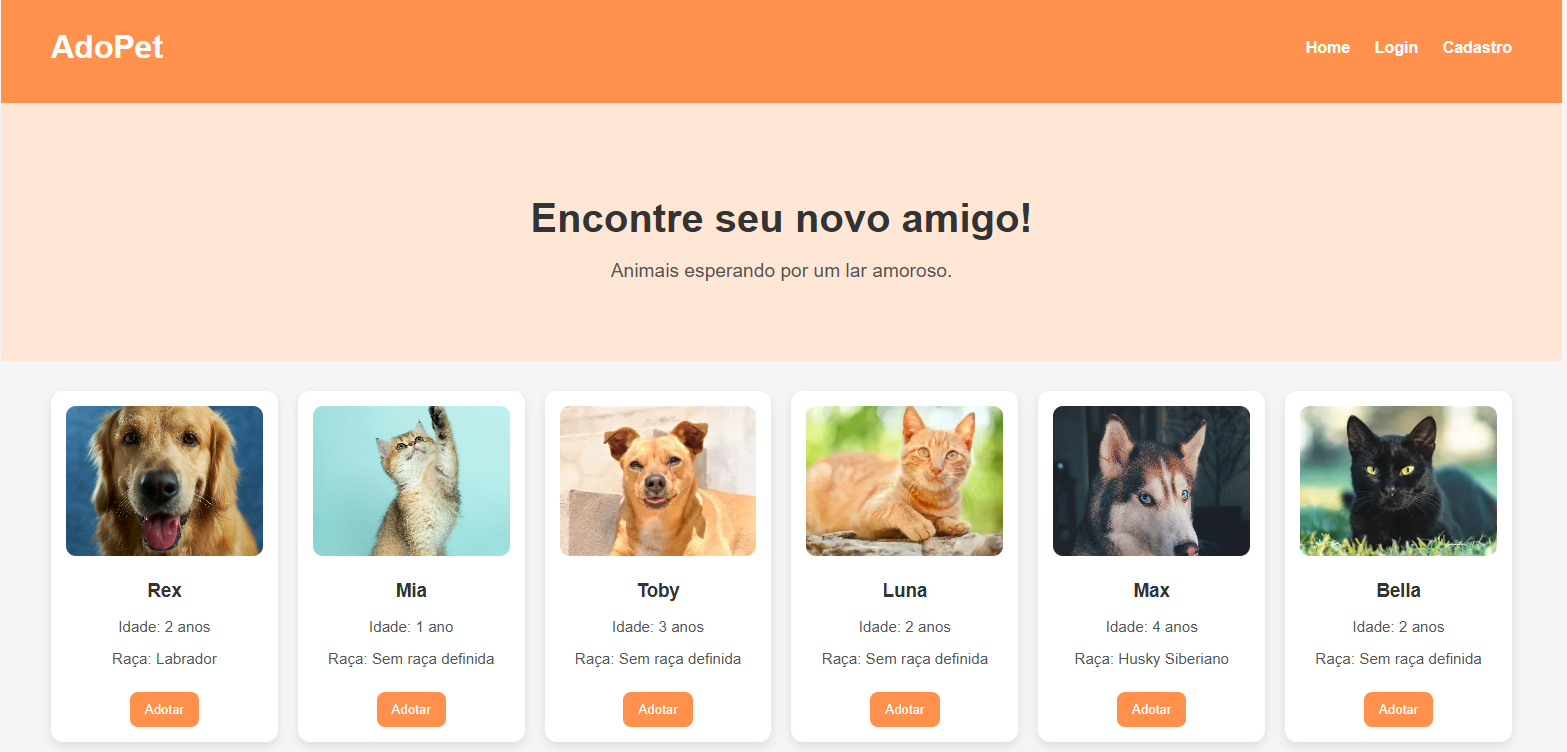 AdoPet
Home Login Cadastro
Encontre seu novo amigo!
Animais esperando por um lar amoroso.
Rex
Idade: 2 anos
Raça: Labrador
Adotar
Mia
Idade: 1 ano
Raça: Sem raça definida
Adotar
Toby
Idade: 3 anos
Raça: Sem raça definida
Adotar
Luna
Idade: 2 anos
Raça: Sem raça definida
Adotar
Max
Idade: 4 anos
Raça: Husky Siberiano
Adotar
Bella
Idade: 2 anos
Raça: Sem raça definida
Adotar